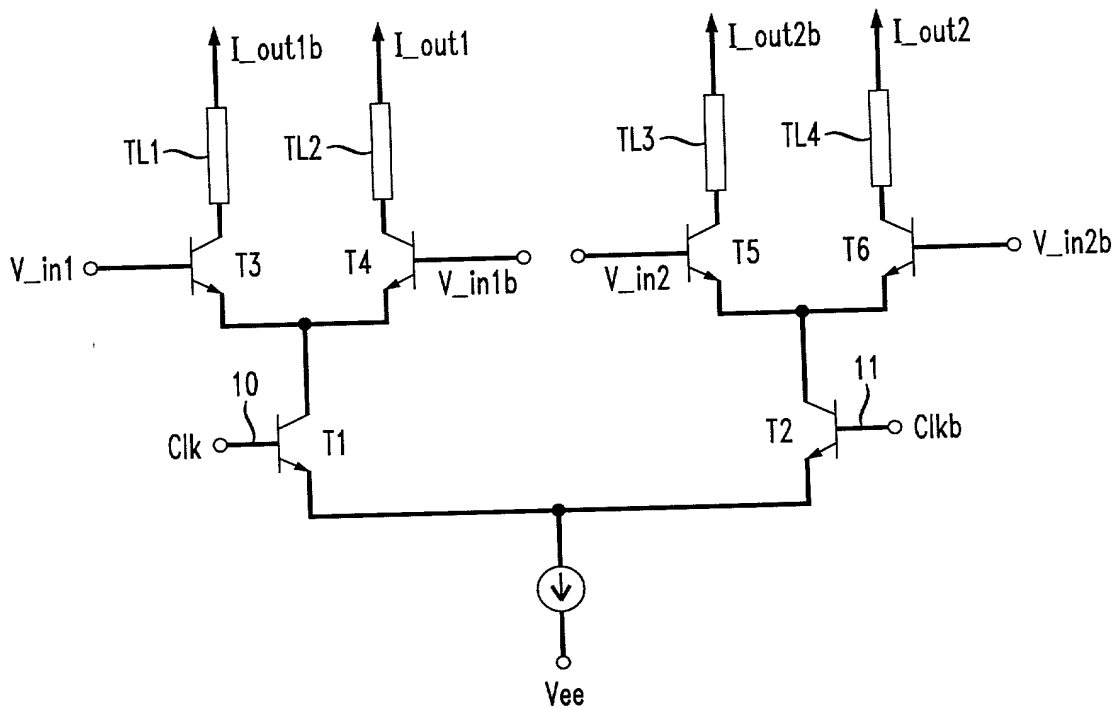 I_out1b
I_out1
I_out2b
I_out2
TL1
TL2
TL3
TL4
V_in1
T3
T4
V_in1b
V_in2
T5
T6
V_in2b
10
11
Clk
T1
T2
Clkb
Vee